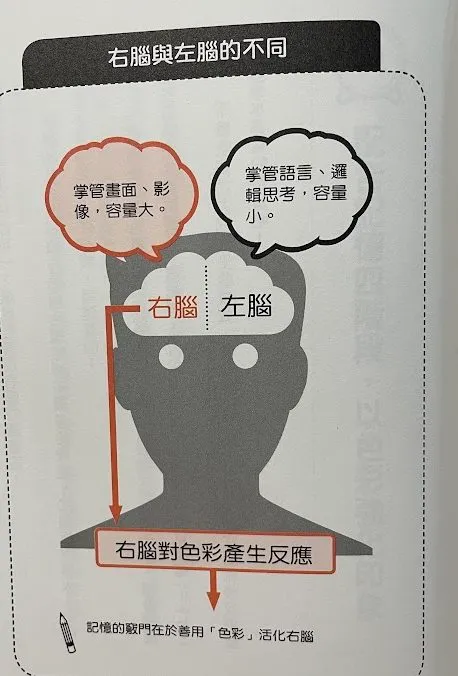 右腦與左腦的不同
掌管畫面、影
像，容量大。
掌管語言、邏
輯思考，容量
小。
右腦
左腦
右腦對色彩產生反應
記憶的竅門在於善用「色彩」活化右腦